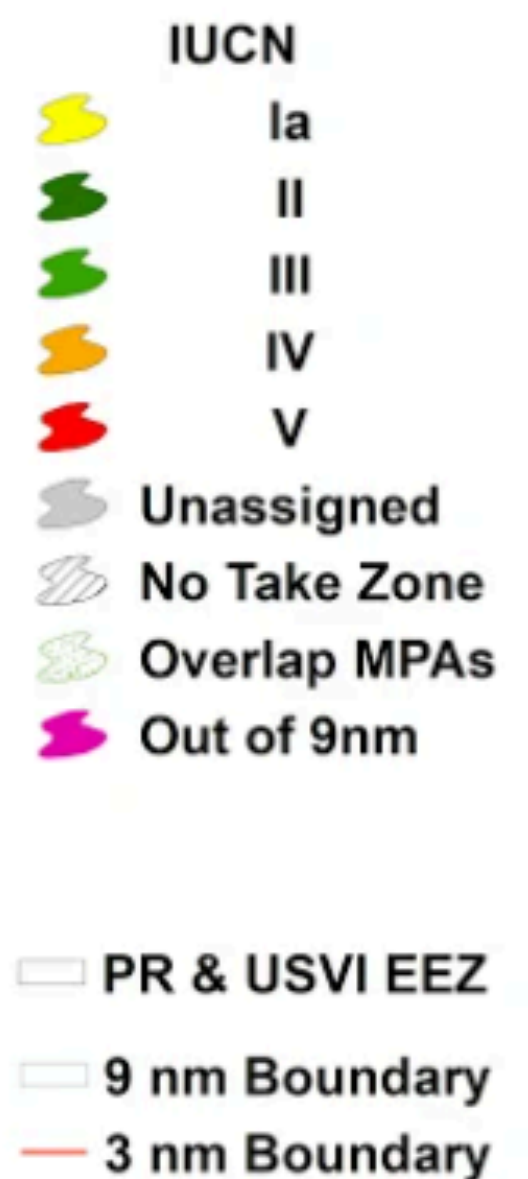 IUCN
Ia
II
III
IV
V
Unassigned
No Take Zone
Overlap MPAs
Out of 9nm
PR & USVI EEZ
9 nm Boundary
3 nm Boundary